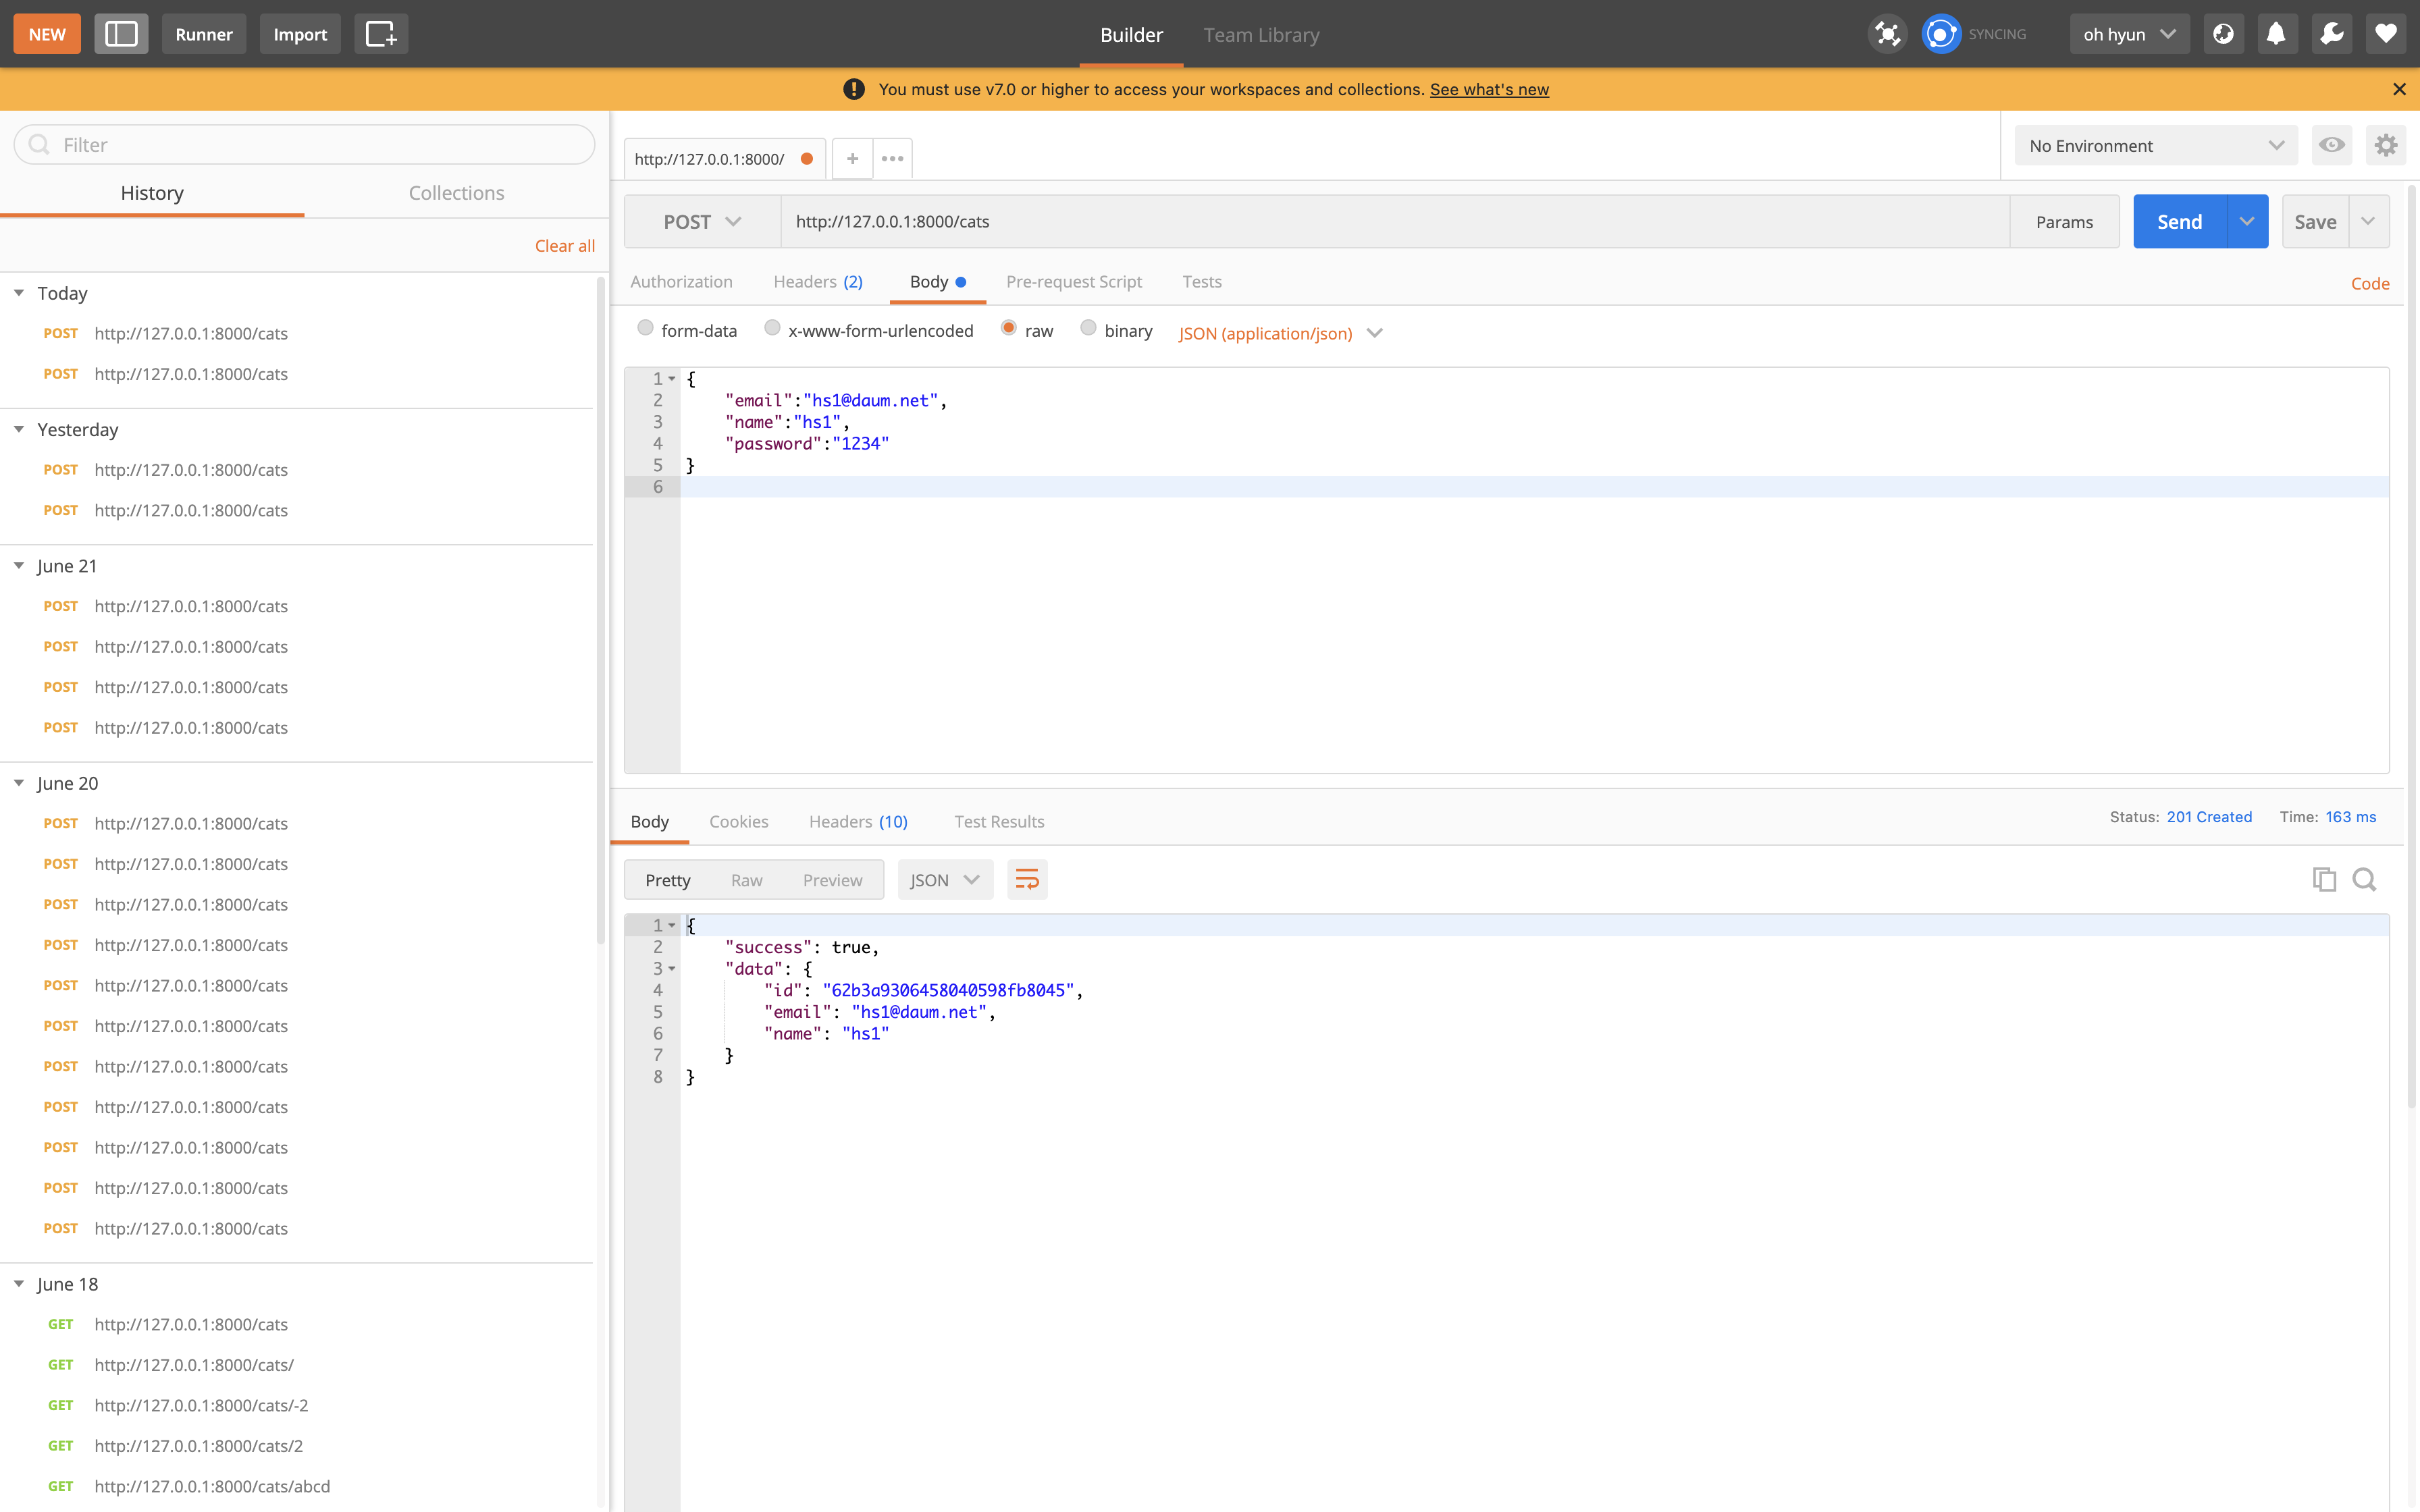 NEW Runner Import Builder Team Library SYNCING oh hyun
You must use v7.0 or higher to access your workspaces and collections. See what's new
Filter
History Collections
Clear all
Today
POST http://127.0.0.1:8000/cats
POST http://127.0.0.1:8000/cats
Yesterday
POST http://127.0.0.1:8000/cats
POST http://127.0.0.1:8000/cats
June 21
POST http://127.0.0.1:8000/cats
POST http://127.0.0.1:8000/cats
POST http://127.0.0.1:8000/cats
POST http://127.0.0.1:8000/cats
June 20
POST http://127.0.0.1:8000/cats
POST http://127.0.0.1:8000/cats
POST http://127.0.0.1:8000/cats
POST http://127.0.0.1:8000/cats
POST http://127.0.0.1:8000/cats
POST http://127.0.0.1:8000/cats
POST http://127.0.0.1:8000/cats
POST http://127.0.0.1:8000/cats
POST http://127.0.0.1:8000/cats
POST http://127.0.0.1:8000/cats
POST http://127.0.0.1:8000/cats
June 18
GET http://127.0.0.1:8000/cats
GET http://127.0.0.1:8000/cats/
GET http://127.0.0.1:8000/cats/-2
GET http://127.0.0.1:8000/cats/2
GET http://127.0.0.1:8000/cats/abcd
http://127.0.0.1:8000/ + ••• No Environment
POST http://127.0.0.1:8000/cats Params Send Save
Authorization Headers (2) Body Pre-request Script Tests Code
form-data x-www-form-urlencoded raw binary JSON (application/json)
1 {
2 "email":"hs1@daum.net",
3 "name":"hs1",
4 "password":"1234"
5 }
6
Body Cookies Headers (10) Test Results Status: 201 Created Time: 163 ms
Pretty Raw Preview JSON
1 {
2 "success": true,
3 "data": {
4 "id": "62b3a9306458040598fb8045",
5 "email": "hs1@daum.net",
6 "name": "hs1"
7 }
8 }